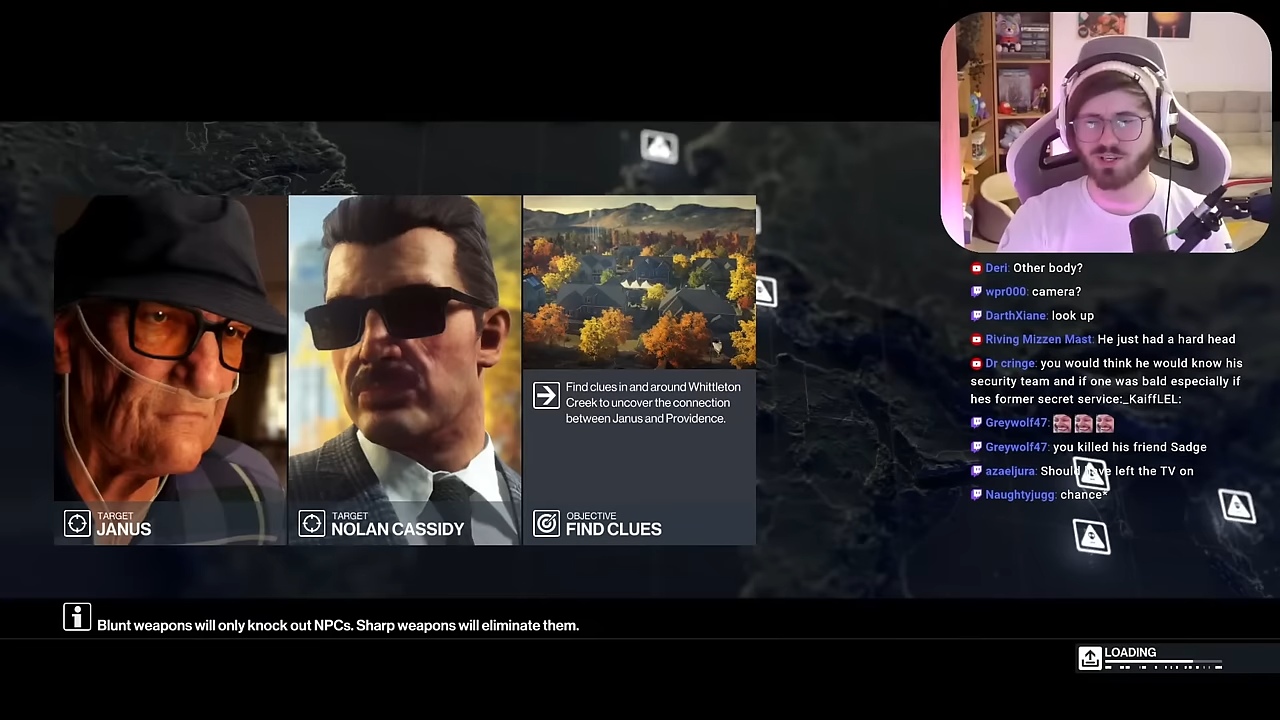 Deri: Other body?
wpr000: camera?
DarthXiane: look up
Riving Mizzen Mast: He just had a hard head
Dr cringe: you would think he would know his
security team and if one was bald especially if
hes former secret service:_KaiffLEL:
Greywolf47:
Greywolf47: you killed his friend Sadge
azaeljura: Should have left the TV on
Naughtyjugg: chance*
Find clues in and around Whittleton
Creek to uncover the connection
between Janus and Providence.
TARGET
JANUS
TARGET
NOLAN CASSIDY
OBJECTIVE
FIND CLUES
Blunt weapons will only knock out NPCs. Sharp weapons will eliminate them.
LOADING